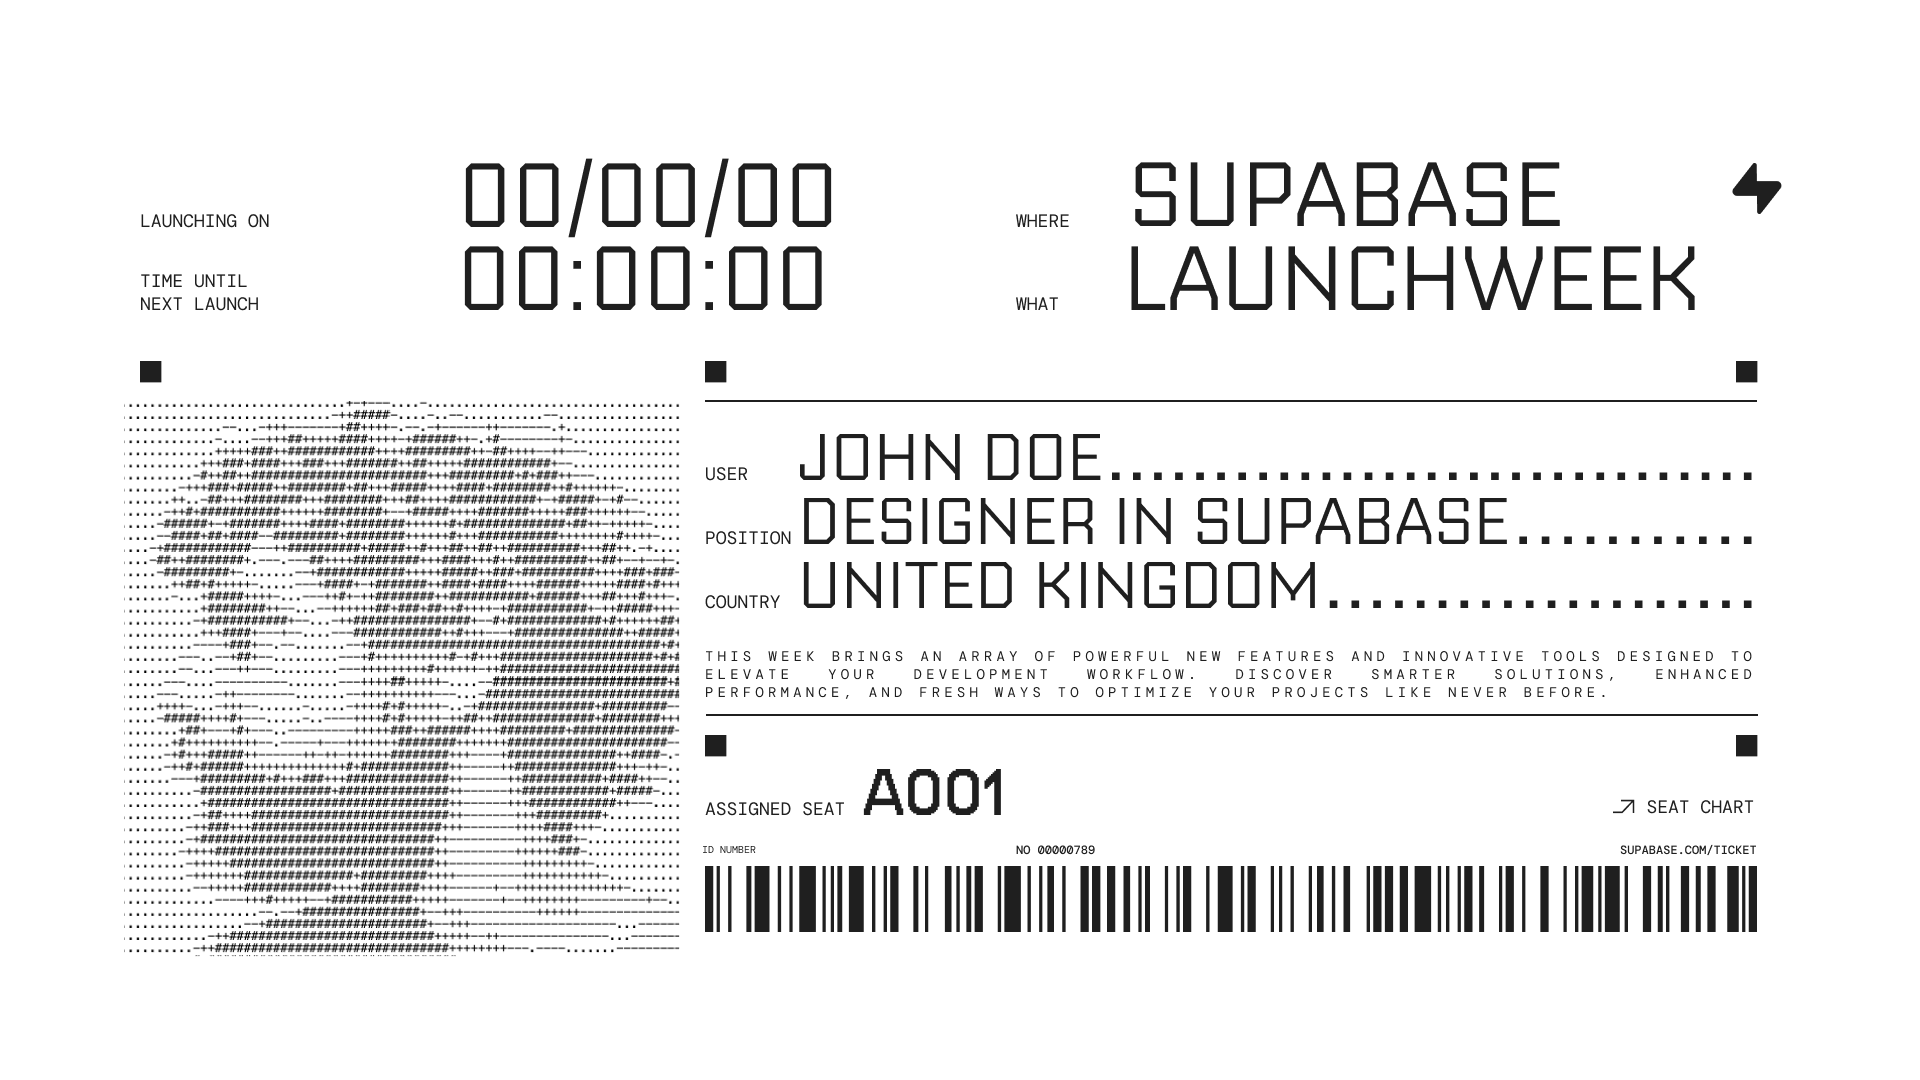 LAUNCHING ON 00/00/00
TIME UNTIL
NEXT LAUNCH 00:00:00
WHERE SUPABASE
WHAT LAUNCHWEEK
USER JOHN DOE...............................
POSITION DESIGNER IN SUPABASE...........
COUNTRY UNITED KINGDOM....................
THIS WEEK BRINGS AN ARRAY OF POWERFUL NEW FEATURES AND INNOVATIVE TOOLS DESIGNED TO
ELEVATE YOUR DEVELOPMENT WORKFLOW. DISCOVER SMARTER SOLUTIONS, ENHANCED
PERFORMANCE, AND FRESH WAYS TO OPTIMIZE YOUR PROJECTS LIKE NEVER BEFORE.
ASSIGNED SEAT A001
SEAT CHART
ID NUMBER
NO 00000789
SUPABASE.COM/TICKET